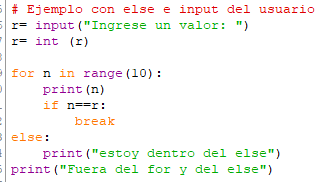 # Ejemplo con else e input del usuario
r= input("Ingrese un valor: ")
r= int (r)
for n in range(10):
    print(n)
    if n==r:
        break
else:
    print("estoy dentro del else")
print("Fuera del for y del else")